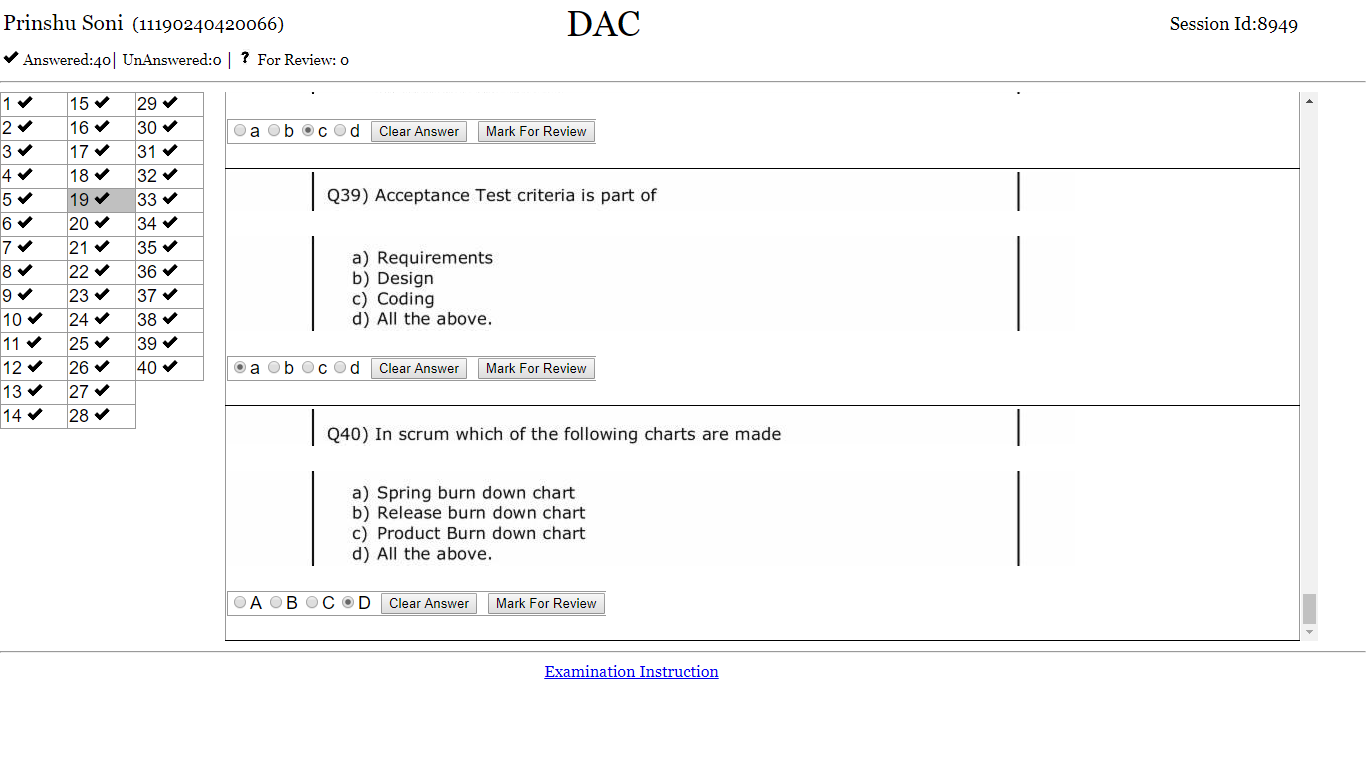 Prinshu Soni (11190240420066)
DAC
Session Id:8949
✔ Answered:40| UnAnswered:0 | ? For Review: 0
1 ✔ 15 ✔ 29 ✔
2 ✔ 16 ✔ 30 ✔
3 ✔ 17 ✔ 31 ✔
4 ✔ 18 ✔ 32 ✔
5 ✔ 19 ✔ 33 ✔
6 ✔ 20 ✔ 34 ✔
7 ✔ 21 ✔ 35 ✔
8 ✔ 22 ✔ 36 ✔
9 ✔ 23 ✔ 37 ✔
10 ✔ 24 ✔ 38 ✔
11 ✔ 25 ✔ 39 ✔
12 ✔ 26 ✔ 40 ✔
13 ✔ 27 ✔
14 ✔ 28 ✔
a b c d Clear Answer Mark For Review
Q39) Acceptance Test criteria is part of
a) Requirements
b) Design
c) Coding
d) All the above.
a b c d Clear Answer Mark For Review
Q40) In scrum which of the following charts are made
a) Spring burn down chart
b) Release burn down chart
c) Product Burn down chart
d) All the above.
A B C D Clear Answer Mark For Review
Examination Instruction